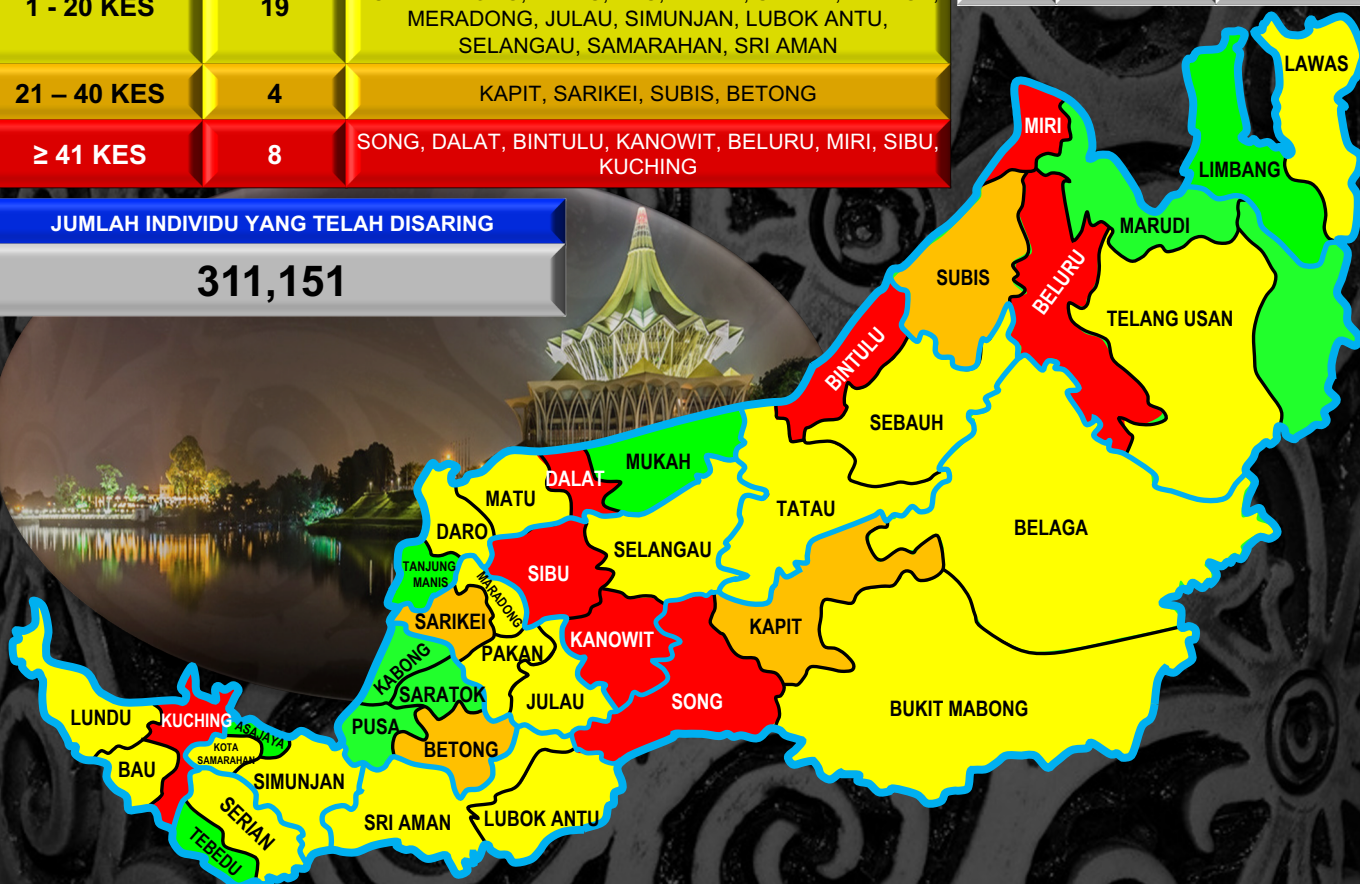 1 - 20 KES
19
MERADONG, JULAU, SIMUNJAN, LUBOK ANTU,
SELANGAU, SAMARAHAN, SRI AMAN
21 – 40 KES
4
KAPIT, SARIKEI, SUBIS, BETONG
≥ 41 KES
8
SONG, DALAT, BINTULU, KANOWIT, BELURU, MIRI, SIBU,
KUCHING
JUMLAH INDIVIDU YANG TELAH DISARING
311,151
LAWAS
MIRI
LIMBANG
MARUDI
SUBIS
BELURU
TELANG USAN
BINTULU
SEBAUH
MUKAH
DALAT
MATU
TATAU
DARO
BELAGA
SELANGAU
TANJUNG
MANIS
SIBU
MARADONG
SARIKEI
KAPIT
KANOWIT
PAKAN
KABONG
SARATOK
JULAU
SONG
BUKIT MABONG
LUNDU
KUCHING
PUSA
ASAJAYA
KOTA
SAMARAHAN
BETONG
BAU
SIMUNJAN
SERIAN
SRI AMAN
LUBOK ANTU
TEBEDU